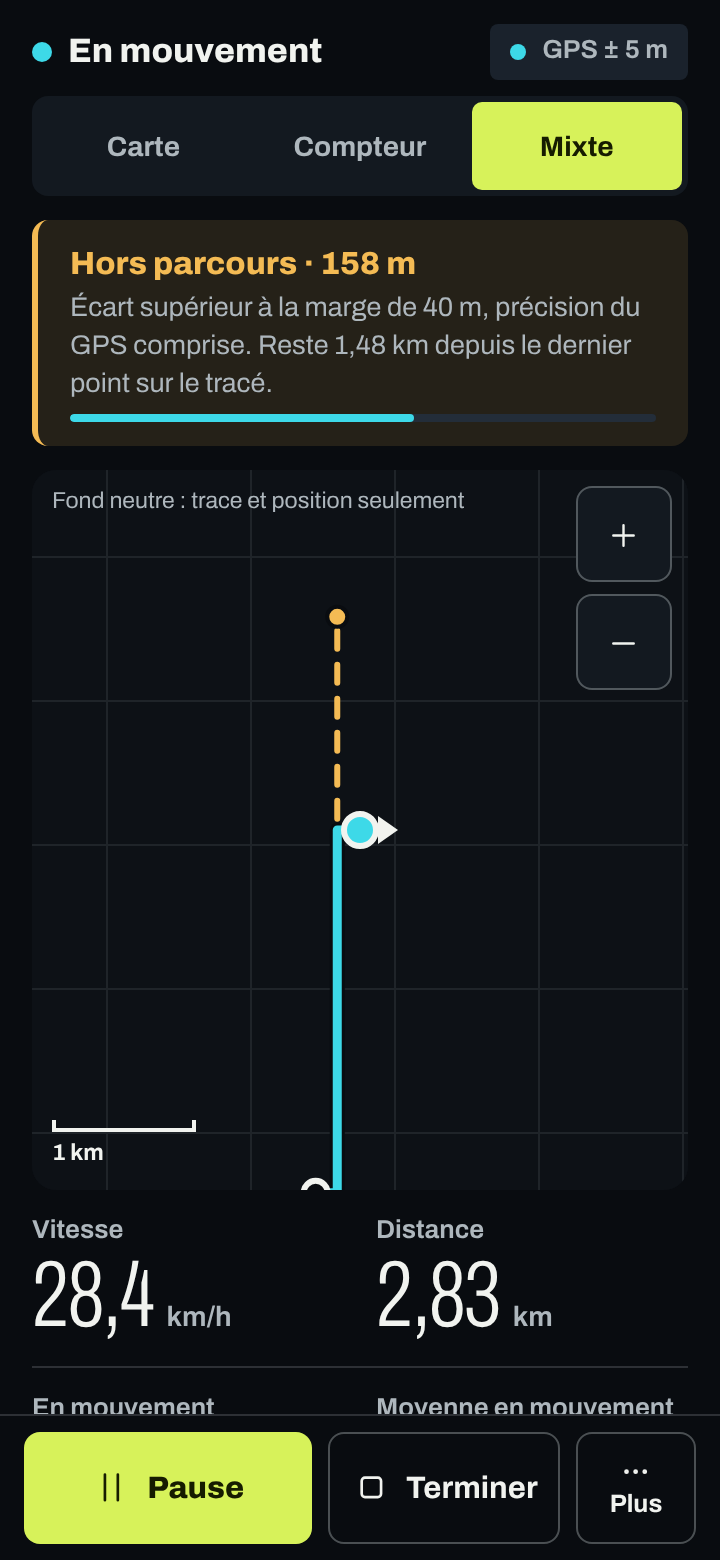 En mouvement
GPS ± 5 m
Carte
Compteur
Mixte
Hors parcours · 158 m
Écart supérieur à la marge de 40 m, précision du
GPS comprise. Reste 1,48 km depuis le dernier
point sur le tracé.
Fond neutre : trace et position seulement
+
−
1 km
Vitesse
Distance
28,4 km/h
2,83 km
En mouvement
Moyenne en mouvement
Pause
Terminer
...
Plus